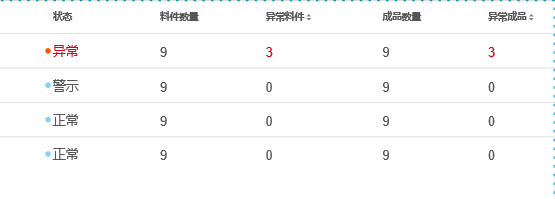 状态 料件数量 异常料件 成品数量 异常成品
异常 9 3 9 3
警示 9 0 9 0
正常 9 0 9 0
正常 9 0 9 0